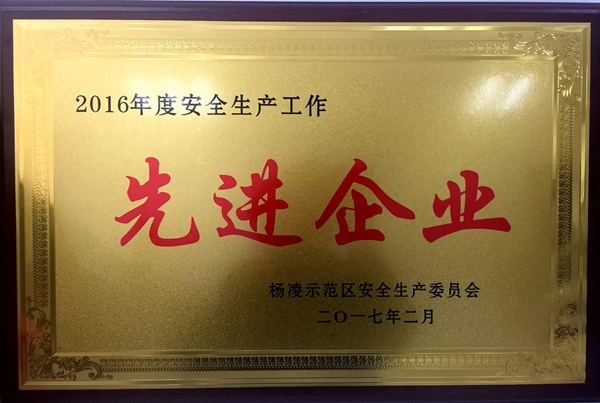 2016年度安全生产工作
先进企业
杨凌示范区安全生产委员会
二〇一七年二月